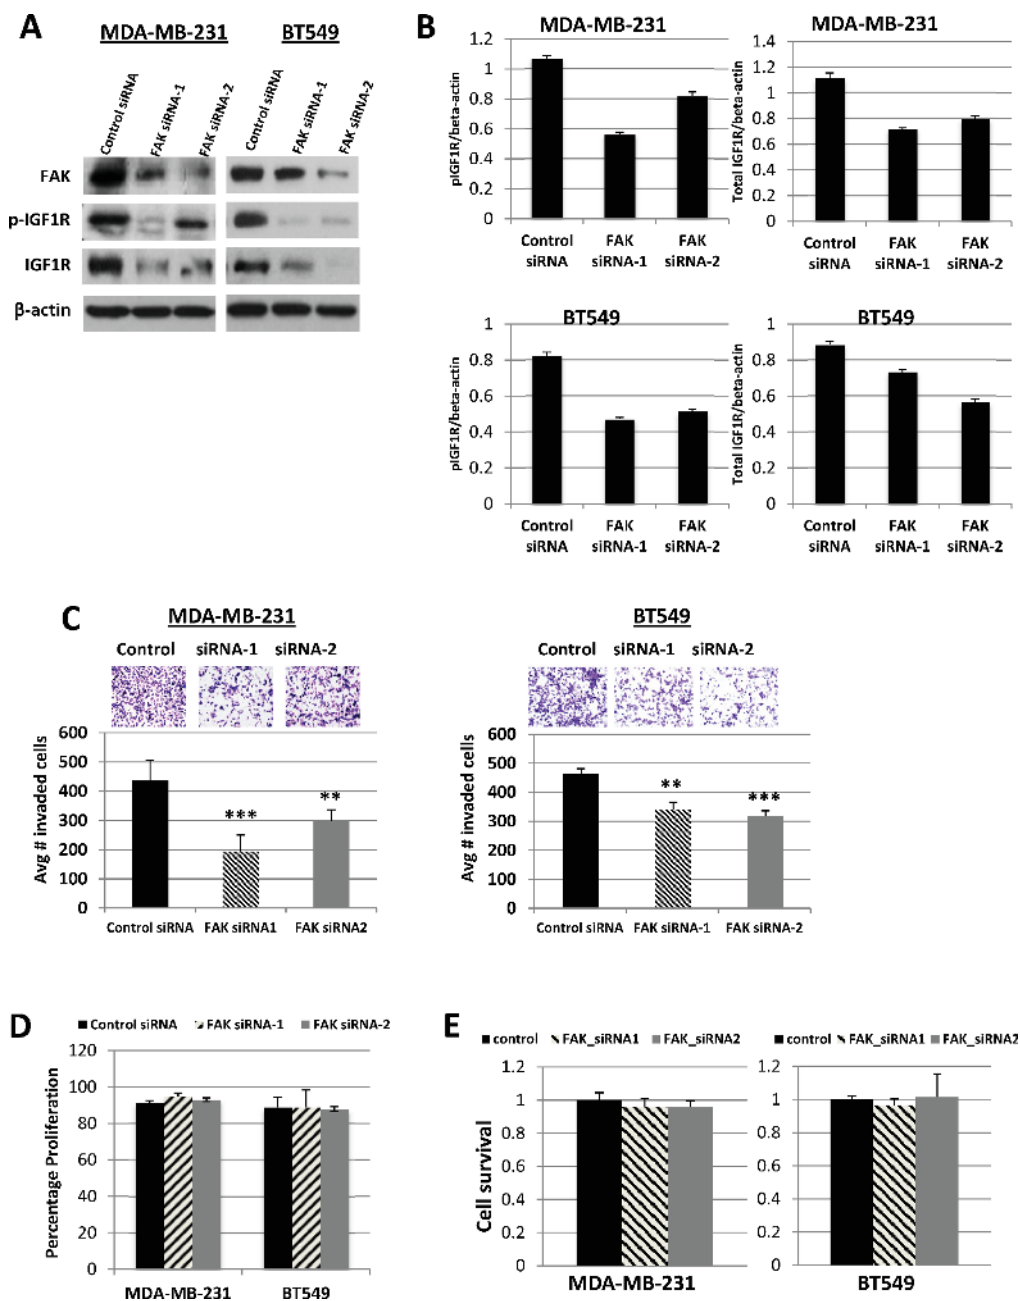 A
MDA-MB-231
BT549
Control siRNA
FAK siRNA-1
FAK siRNA-2
Control siRNA
FAK siRNA-1
FAK siRNA-2
FAK
p-IGF1R
IGF1R
β-actin
B
MDA-MB-231
pIGF1R/beta-actin
1.2
1
0.8
0.6
0.4
0.2
0
Control siRNA
FAK siRNA-1
FAK siRNA-2
MDA-MB-231
Total IGF1R/beta-actin
1.4
1.2
1
0.8
0.6
0.4
0.2
0
Control siRNA
FAK siRNA-1
FAK siRNA-2
BT549
pIGF1R/beta-actin
1
0.8
0.6
0.4
0.2
0
Control siRNA
FAK siRNA-1
FAK siRNA-2
BT549
Total IGF1R/beta-actin
1
0.8
0.6
0.4
0.2
0
Control siRNA
FAK siRNA-1
FAK siRNA-2
C
MDA-MB-231
Control siRNA-1 siRNA-2
Avg # invaded cells
600
500
400
300
200
100
0
***
**
Control siRNA FAK siRNA1 FAK siRNA2
BT549
Control siRNA-1 siRNA-2
Avg # invaded cells
600
500
400
300
200
100
0
**
***
Control siRNA FAK siRNA-1 FAK siRNA-2
D
Control siRNA FAK siRNA-1 FAK siRNA-2
Percentage Proliferation
120
100
80
60
40
20
0
MDA-MB-231 BT549
E
control FAK_siRNA1 FAK_siRNA2
Cell survival
1.2
1
0.8
0.6
0.4
0.2
0
MDA-MB-231
control FAK_siRNA1 FAK_siRNA2
1.2
1
0.8
0.6
0.4
0.2
0
BT549